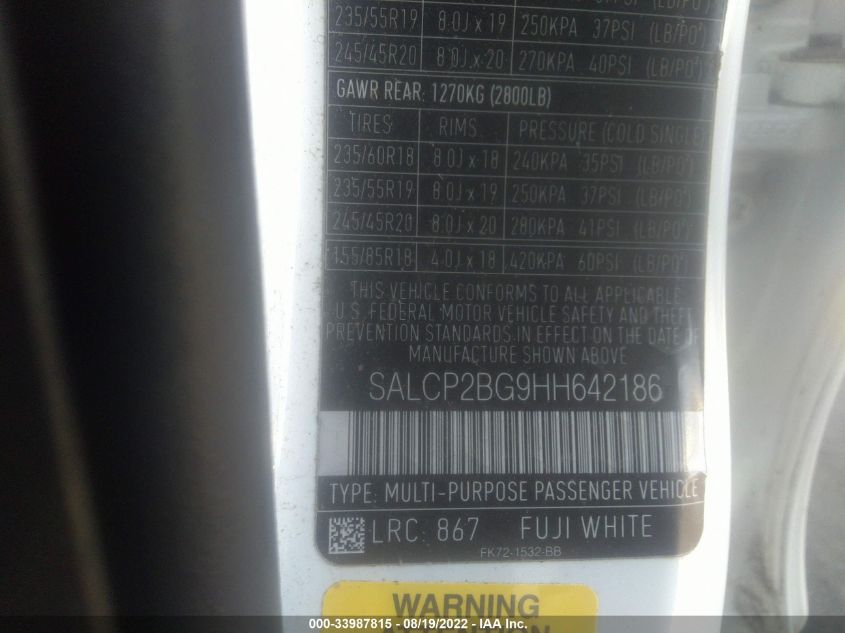 235/55R19 8.0J x 19 250KPA 37PSI (LB/PO²)
245/45R20 8.0J x 20 270KPA 40PSI (LB/PO²)
GAWR REAR: 1270KG (2800LB)
TIRES RIMS PRESSURE (COLD SINGLE)
235/60R18 8.0J x 18 240KPA 35PSI (LB/PO²)
235/55R19 8.0J x 19 250KPA 37PSI (LB/PO²)
245/45R20 8.0J x 20 280KPA 41PSI (LB/PO²)
155/85R18 4.0J x 18 420KPA 60PSI (LB/PO²)
THIS VEHICLE CONFORMS TO ALL APPLICABLE
U.S. FEDERAL MOTOR VEHICLE SAFETY AND THEFT
PREVENTION STANDARDS IN EFFECT ON THE DATE OF
MANUFACTURE SHOWN ABOVE
SALCP2BG9HH642186
TYPE: MULTI-PURPOSE PASSENGER VEHICLE
LRC: 867 FUJI WHITE
FK72-1532-BB
WARNING
ATTENTION
000-33987815 - 08/19/2022 - IAA Inc.